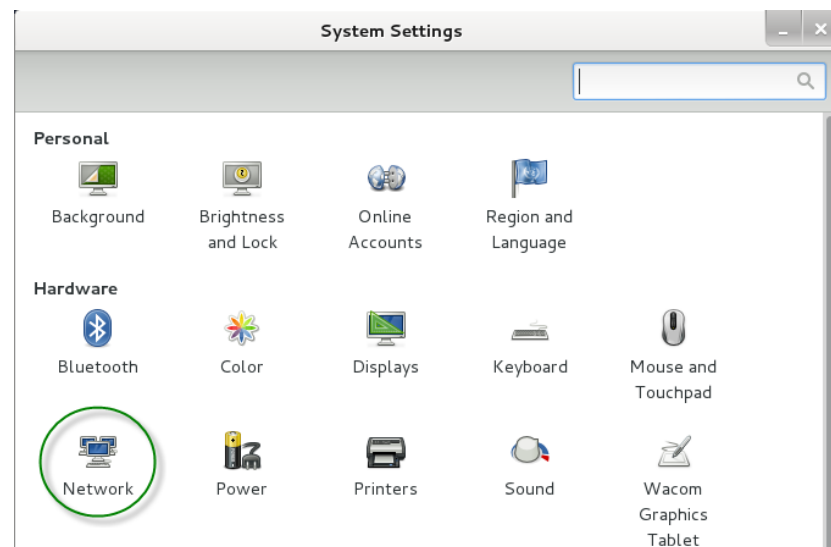 System Settings
Personal
Background
Brightness and Lock
Online Accounts
Region and Language
Hardware
Bluetooth
Color
Displays
Keyboard
Mouse and Touchpad
Network
Power
Printers
Sound
Wacom Graphics Tablet